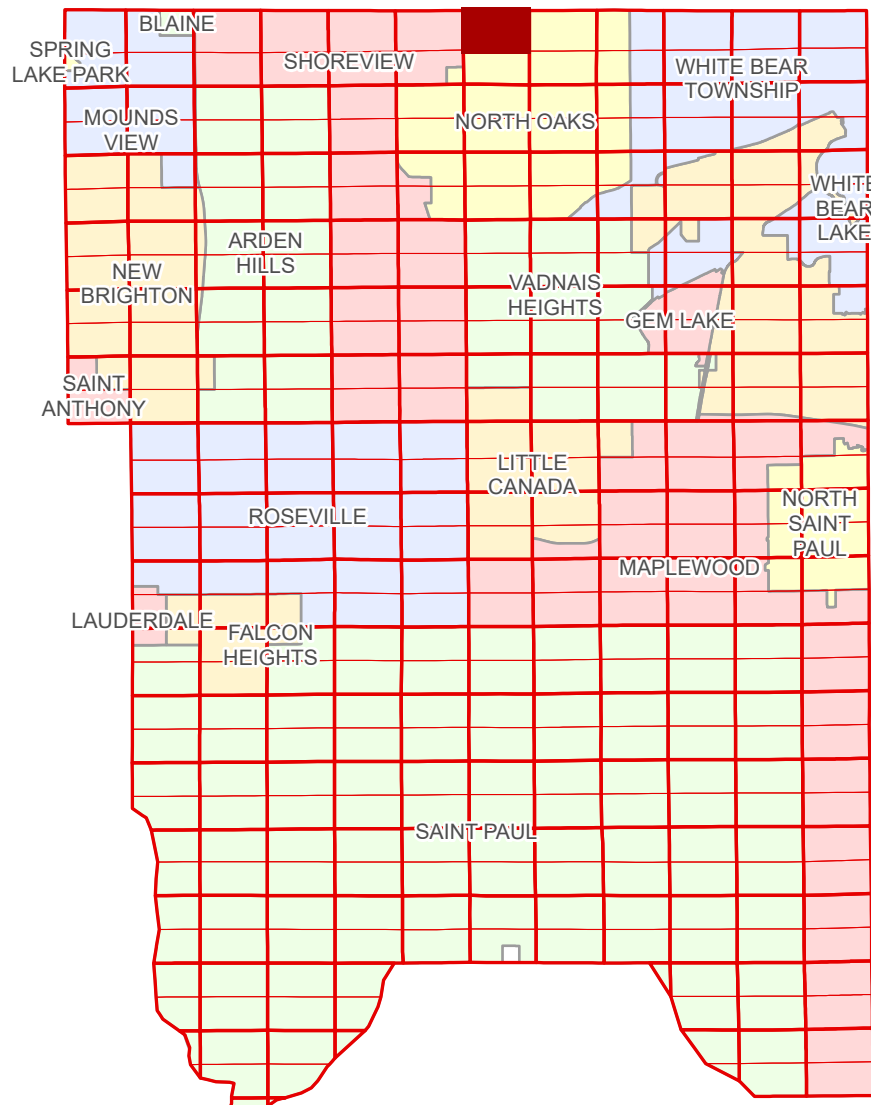 BLAINE
SPRING
LAKE PARK
SHOREVIEW
WHITE BEAR
TOWNSHIP
MOUNDS
VIEW
NORTH OAKS
WHITE
BEAR
LAKE
ARDEN
HILLS
NEW
BRIGHTON
VADNAIS
HEIGHTS
GEM LAKE
SAINT
ANTHONY
LITTLE
CANADA
ROSEVILLE
NORTH
SAINT
PAUL
MAPLEWOOD
LAUDERDALE
FALCON
HEIGHTS
SAINT PAUL